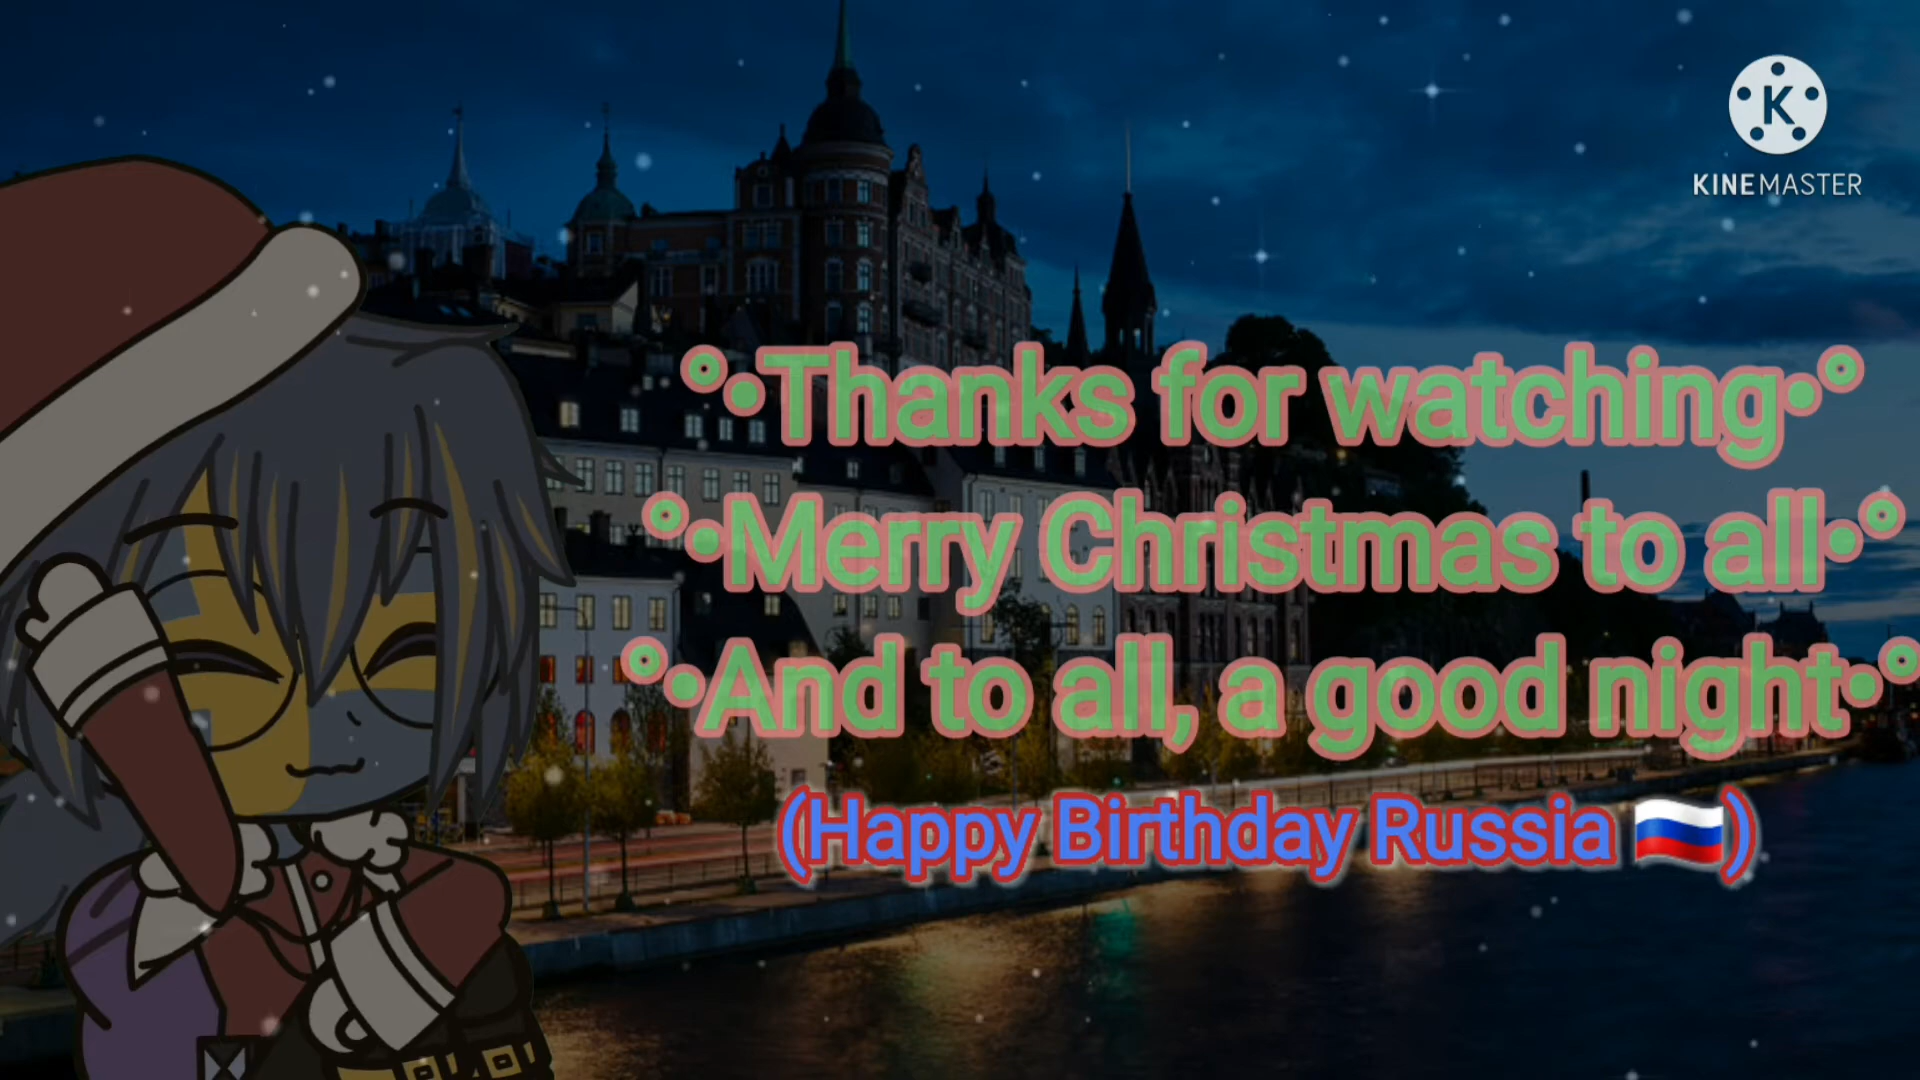 K
KINEMASTER
°•Thanks for watching•°
°•Merry Christmas to all•°
°•And to all, a good night•°
(Happy Birthday Russia 🇷🇺)